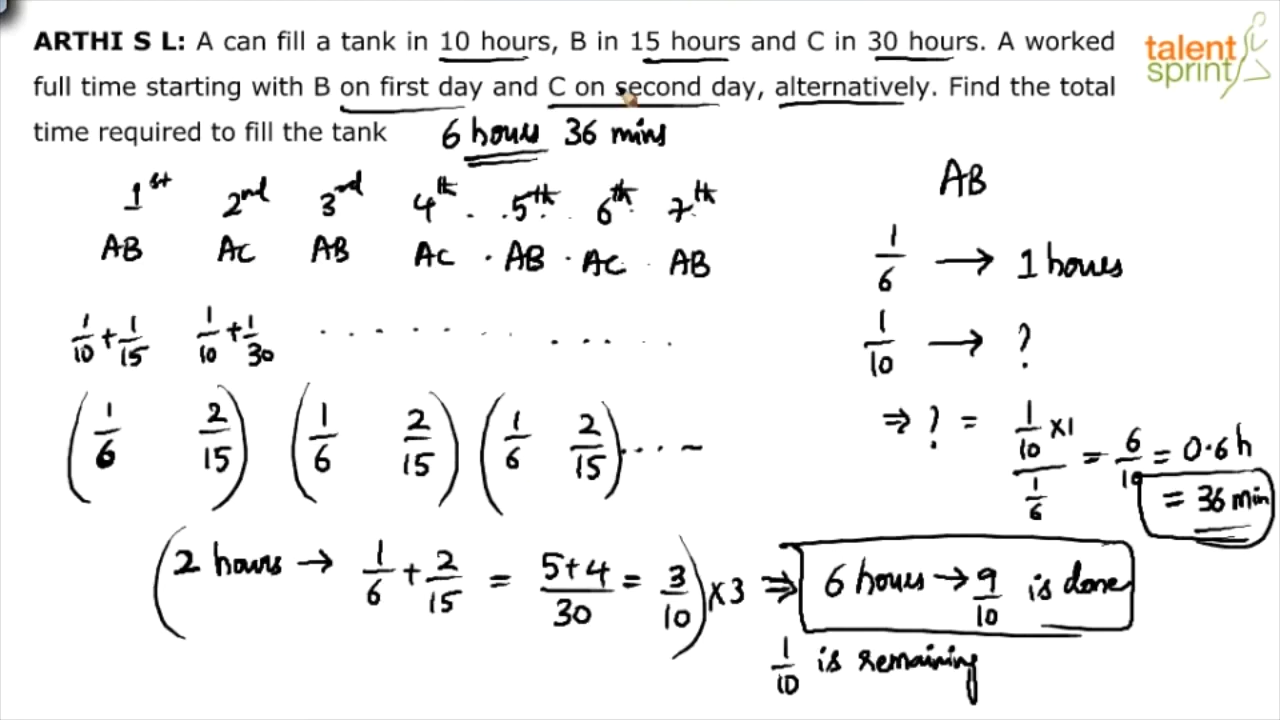 ARTHI S L: A can fill a tank in 10 hours, B in 15 hours and C in 30 hours. A worked
full time starting with B on first day and C on second day, alternatively. Find the total
time required to fill the tank 6 hours 36 mins
talent
sprint
1st 2nd 3rd 4th . . 5th . 6th . 7th
AB AC AB AC . AB . AC . AB
1/10 + 1/15 1/10 + 1/30 . . . . . . . . . . .
(1/6 2/15) (1/6 2/15) (1/6 2/15) . . . ~
(2 hours → 1/6 + 2/15 = 5+4/30 = 3/10) ×3 ⇒ 6 hours → 9/10 is done
1/10 is remaining
AB
1/6 → 1 hours
1/10 → ?
⇒ ? = 1/10 ×1 / 1/6 = 6/10 = 0.6 h
= 36 min